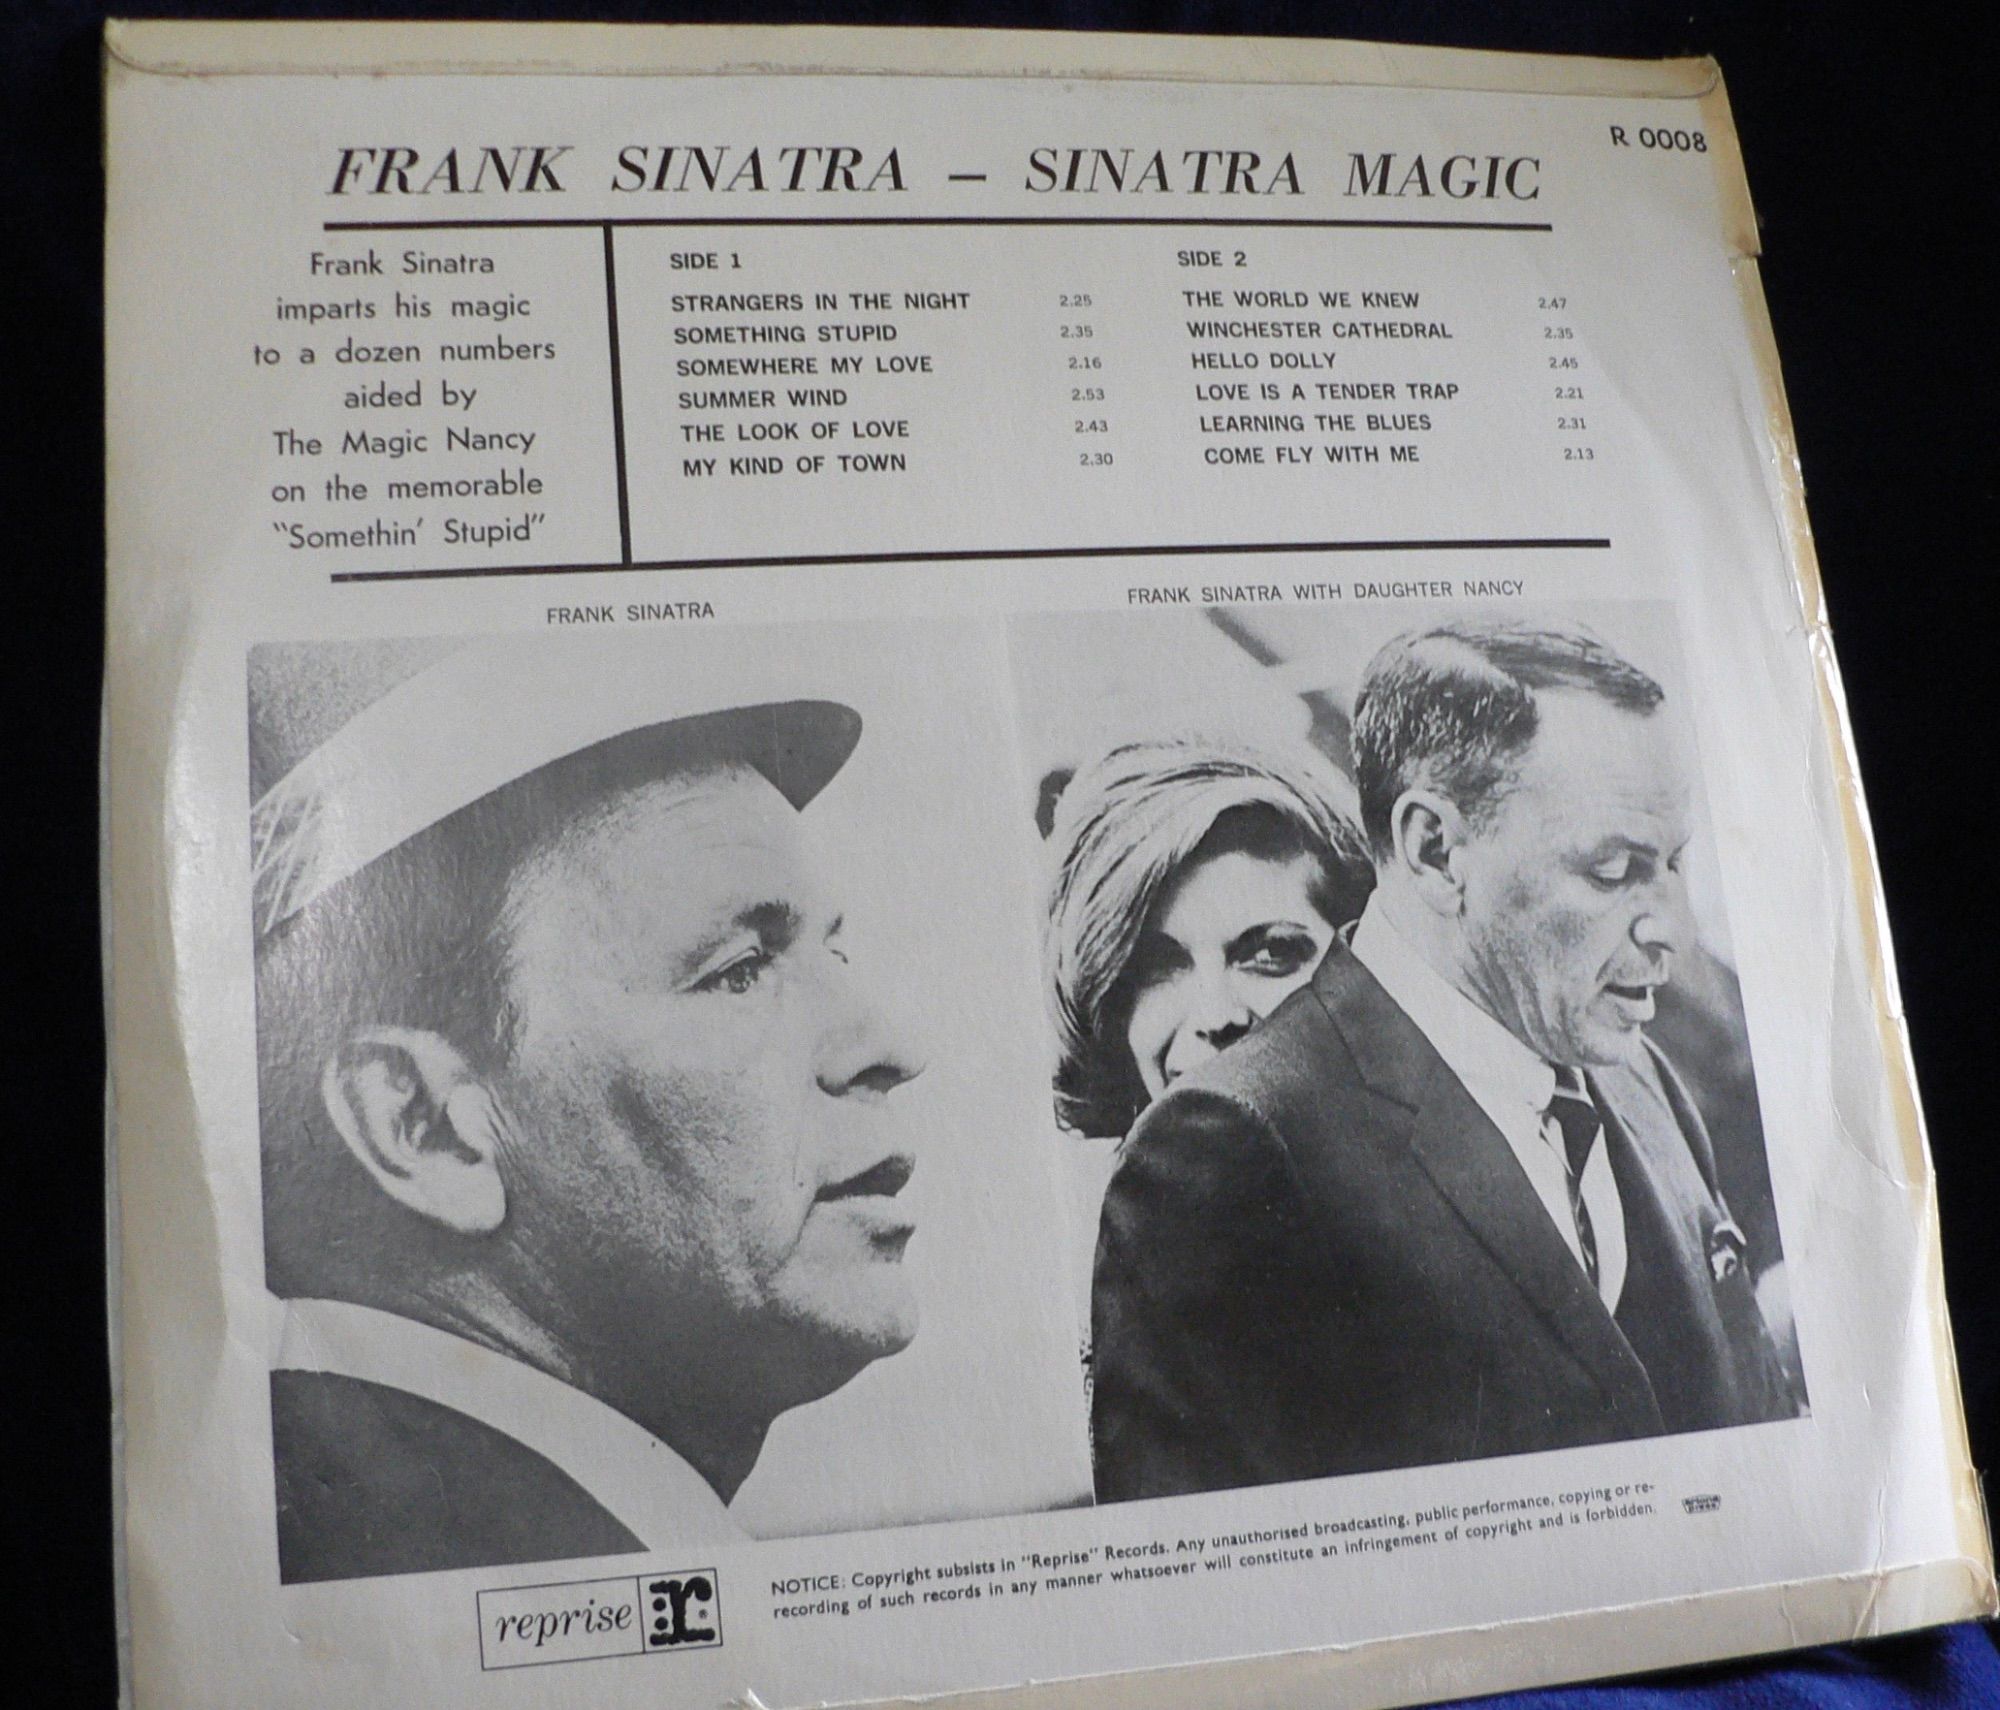 R 0008
FRANK SINATRA – SINATRA MAGIC
Frank Sinatra
imparts his magic
to a dozen numbers
aided by
The Magic Nancy
on the memorable
"Somethin' Stupid"
SIDE 1
STRANGERS IN THE NIGHT 2.25
SOMETHING STUPID 2.35
SOMEWHERE MY LOVE 2.16
SUMMER WIND 2.53
THE LOOK OF LOVE 2.43
MY KIND OF TOWN 2.30
SIDE 2
THE WORLD WE KNEW 2.47
WINCHESTER CATHEDRAL 2.35
HELLO DOLLY 2.45
LOVE IS A TENDER TRAP 2.21
LEARNING THE BLUES 2.31
COME FLY WITH ME 2.13
FRANK SINATRA
FRANK SINATRA WITH DAUGHTER NANCY
reprise r:
NOTICE: Copyright subsists in "Reprise" Records. Any unauthorised broadcasting, public performance, copying or re-
recording of such records in any manner whatsoever will constitute an infringement of copyright and is forbidden.